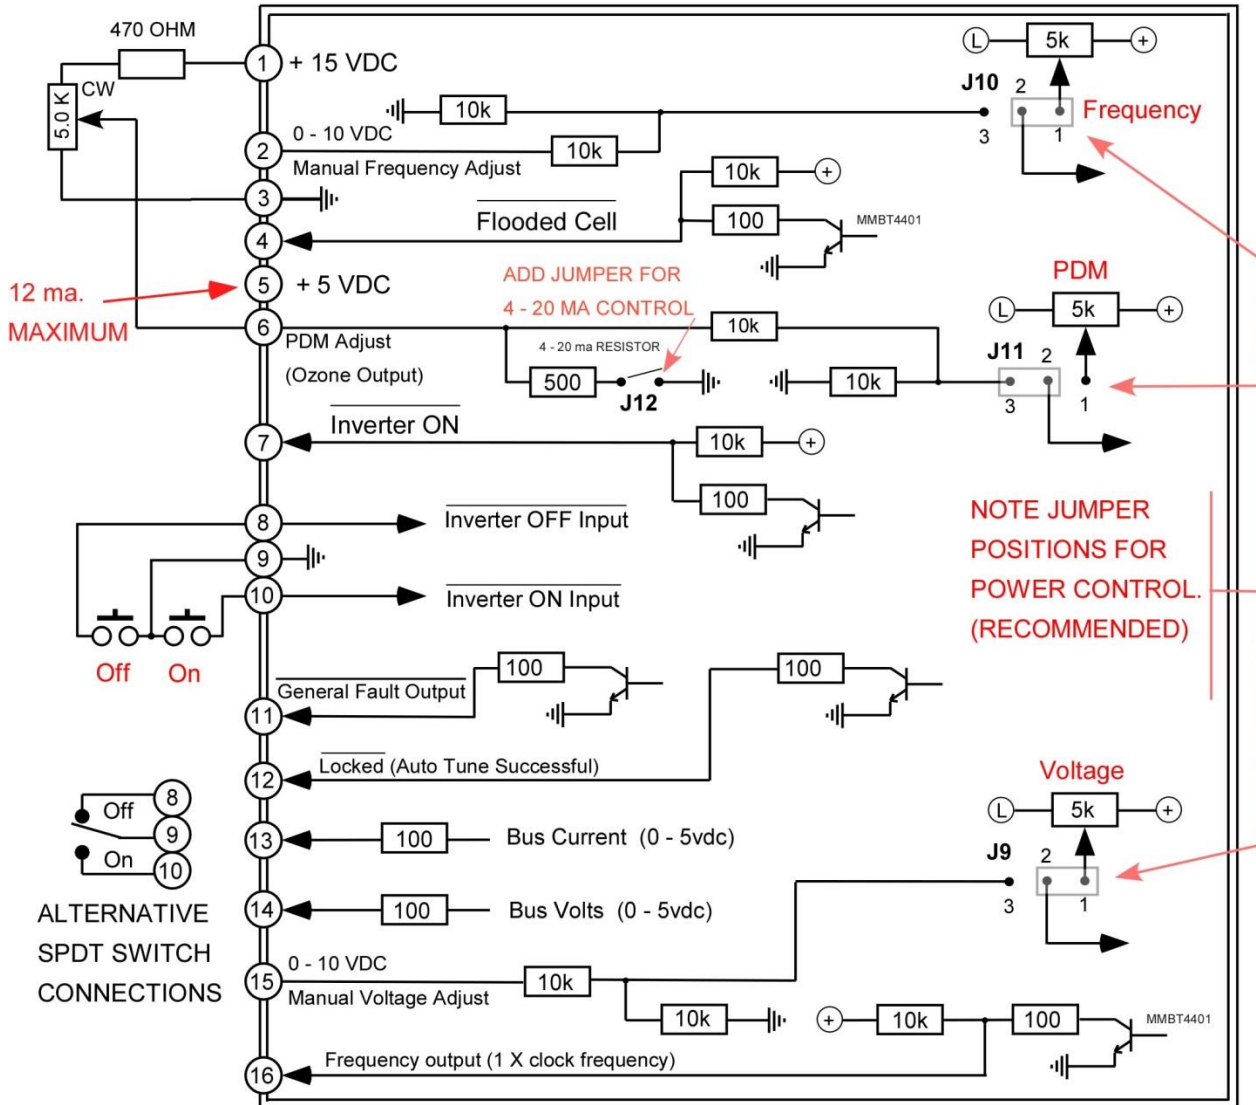 470 OHM
1
+ 15 VDC
CW
5.0 K
L
5k
+
J10
2
3
1
Frequency
10k
0 - 10 VDC
2
10k
Manual Frequency Adjust
3
10k
+
Flooded Cell
100
MMBT4401
4
5
+ 5 VDC
12 ma.
MAXIMUM
ADD JUMPER FOR
4 - 20 MA CONTROL
PDM
L
5k
+
6
PDM Adjust
(Ozone Output)
10k
4 - 20 ma RESISTOR
500
J12
10k
J11
2
3
1
Inverter ON
7
10k
+
100
8
Inverter OFF Input
9
10
Inverter ON Input
Off
On
NOTE JUMPER
POSITIONS FOR
POWER CONTROL.
(RECOMMENDED)
100
100
General Fault Output
11
Locked (Auto Tune Successful)
12
Voltage
L
5k
+
8
Off
9
On
10
ALTERNATIVE
SPDT SWITCH
CONNECTIONS
13
100
Bus Current (0 - 5vdc)
J9
2
3
1
14
100
Bus Volts (0 - 5vdc)
0 - 10 VDC
15
Manual Voltage Adjust
10k
10k
+
10k
100
MMBT4401
Frequency output (1 X clock frequency)
16